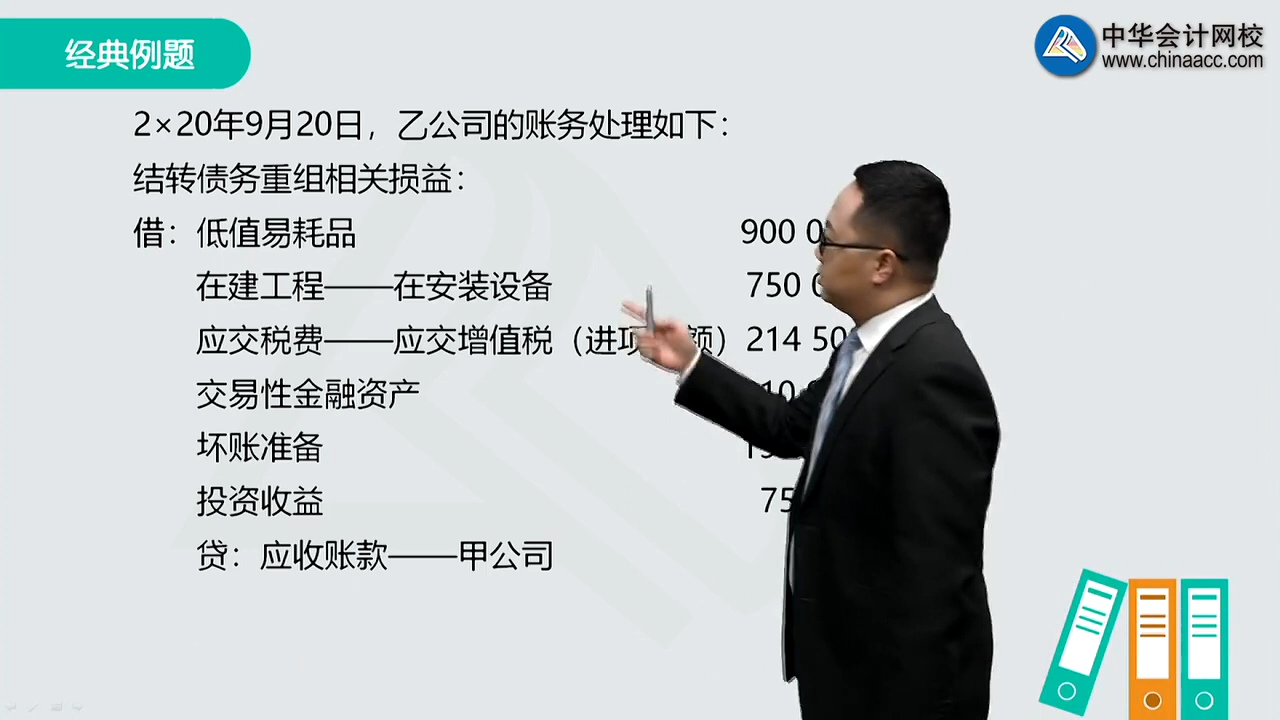 经典例题
中华会计网校
www.chinaacc.com
2×20年9月20日，乙公司的账务处理如下：
结转债务重组相关损益：
借：低值易耗品 900
在建工程——在安装设备 750
应交税费——应交增值税（进项 额）214 50
交易性金融资产
坏账准备
投资收益 75
贷：应收账款——甲公司